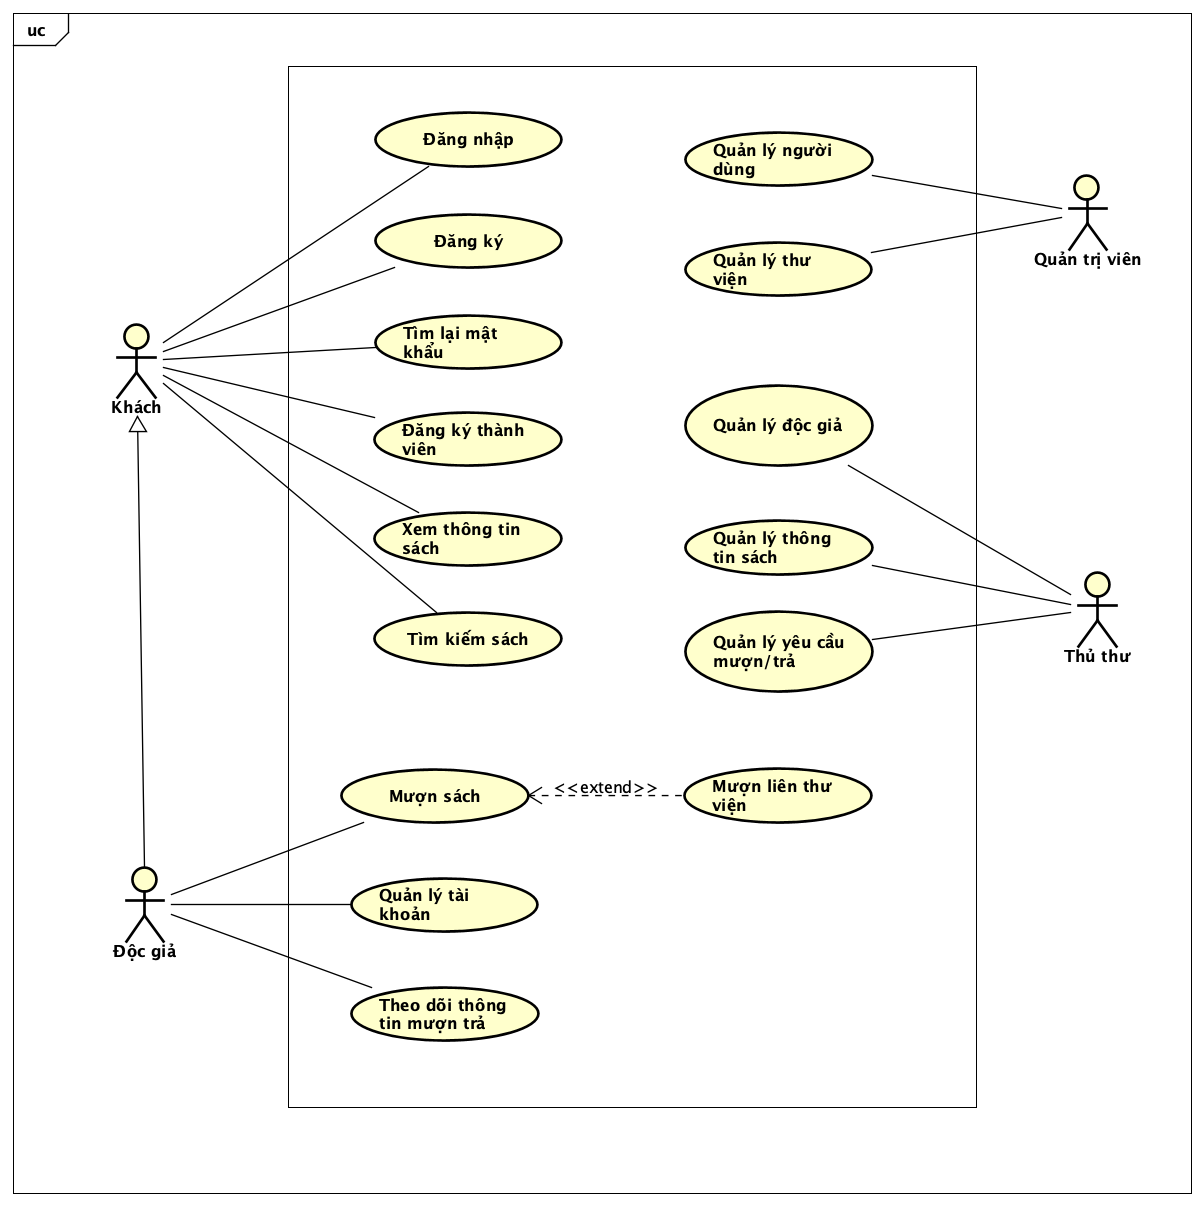 uc
Đăng nhập
Đăng ký
Tìm lại mật
khẩu
Đăng ký thành
viên
Xem thông tin
sách
Tìm kiếm sách
Mượn sách
Quản lý tài
khoản
Theo dõi thông
tin mượn trả
Khách
Độc giả
<<extend>>
Quản lý người
dùng
Quản lý thư
viện
Quản lý độc giả
Quản lý thông
tin sách
Quản lý yêu cầu
mượn/trả
Mượn liên thư
viện
Quản trị viên
Thủ thư